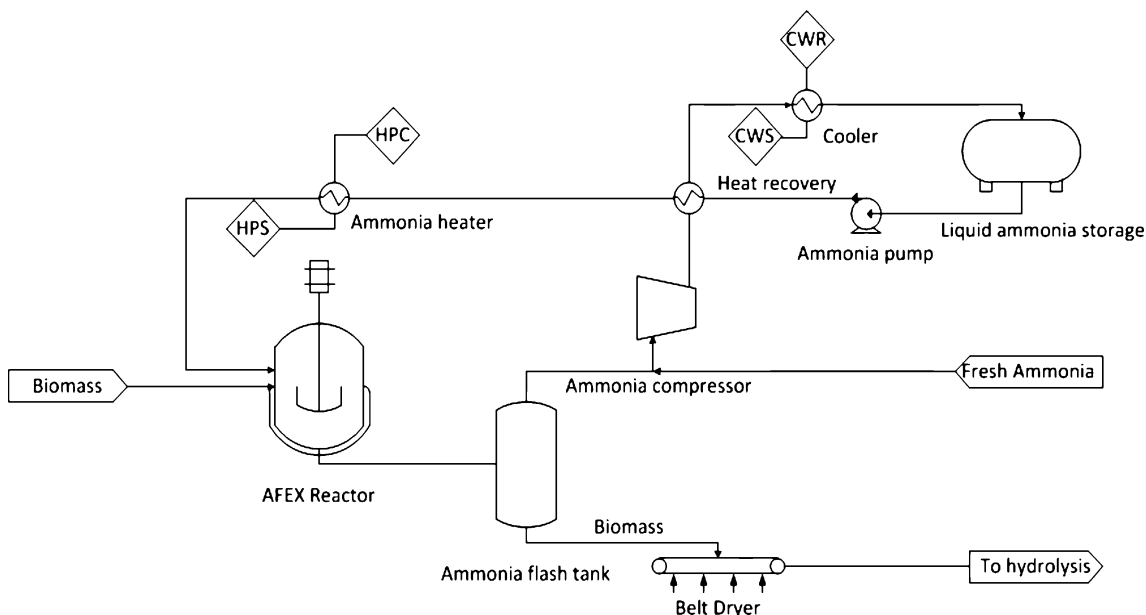 CWR
HPC
CWS
Cooler
Heat recovery
HPS
Ammonia heater
Liquid ammonia storage
Ammonia pump
Biomass
Ammonia compressor
Fresh Ammonia
AFEX Reactor
Biomass
Ammonia flash tank
To hydrolysis
Belt Dryer